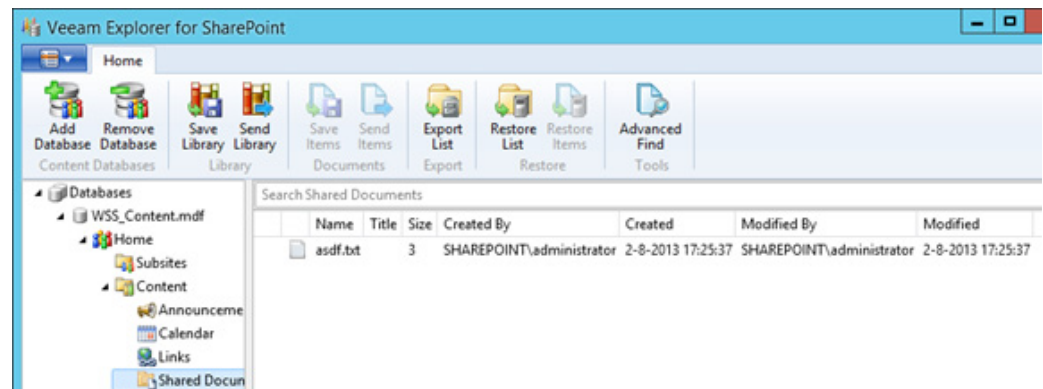 Veeam Explorer for SharePoint
Home
Add Database
Remove Database
Save Library
Send Library
Save Items
Send Items
Export List
Restore List
Restore Items
Advanced Find
Content Databases
Library
Documents
Export
Restore
Tools
Databases
WSS_Content.mdf
Home
Subsites
Content
Announceme
Calendar
Links
Shared Docun
Search Shared Documents
Name Title Size Created By Created Modified By Modified
asdf.txt 3 SHAREPOINT\administrator 2-8-2013 17:25:37 SHAREPOINT\administrator 2-8-2013 17:25:37